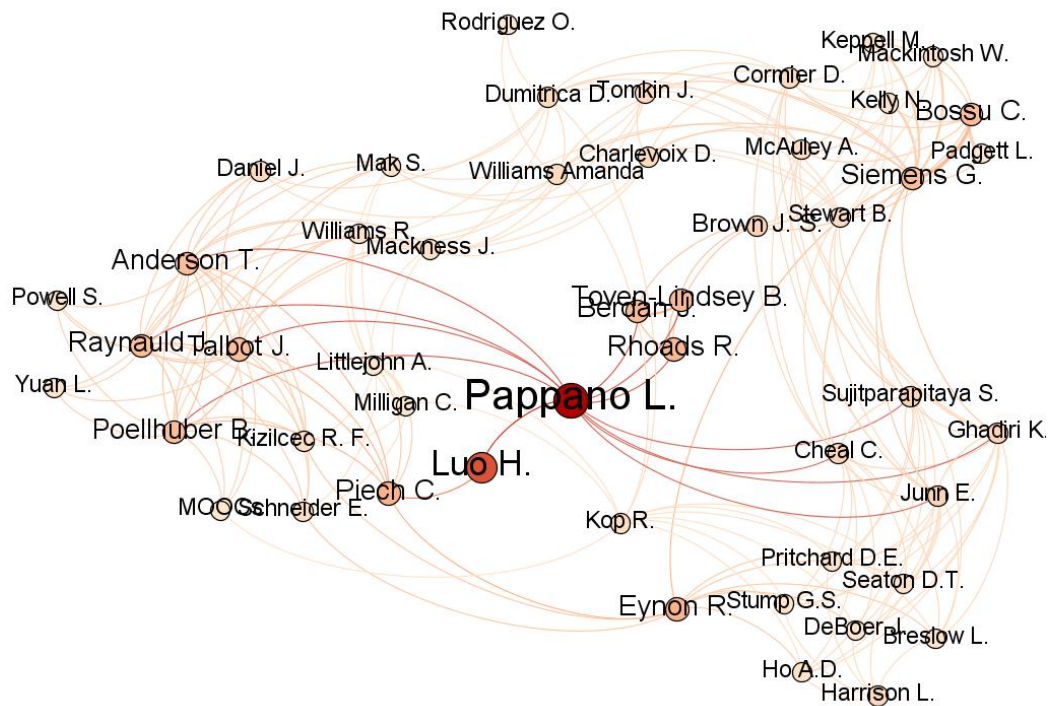 Rodriguez O.
Keppell M.
Mackintosh W.
Cormier D.
Tomkin J.
Dumitrica D.
Kelly N.
Bossu C.
McAuley A.
Padgett L.
Charlevoix D.
Mak S.
Daniel J.
Williams Amanda
Siemens G.
Stewart B.
Brown J. S.
Williams R.
Mackness J.
Anderson T.
Powell S.
Toven-Lindsey B.
Berdan J.
Raynauld J.
Talbot J.
Rhoads R.
Littlejohn A.
Yuan L.
Pappano L.
Sujitparapitaya S.
Milligan C.
Ghadiri K.
Poellhuber B.
Kizilcec R. F.
Cheal C.
Luo H.
Piech C.
Junn E.
MOOCs
Schneider E.
Kop R.
Pritchard D.E.
Seaton D.T.
Eynon R.
Stump G.S.
DeBoer J.
Breslow L.
Ho A.D.
Harrison L.